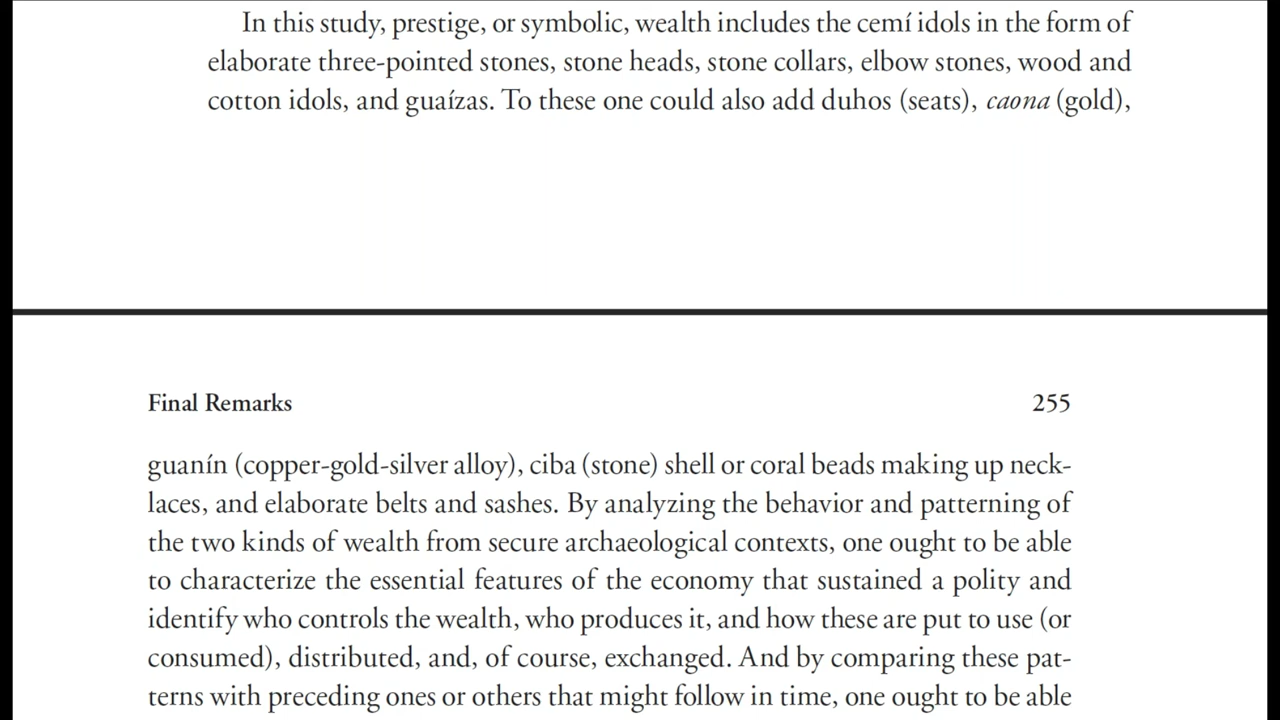 In this study, prestige, or symbolic, wealth includes the cemí idols in the form of
elaborate three-pointed stones, stone heads, stone collars, elbow stones, wood and
cotton idols, and guaízas. To these one could also add duhos (seats), caona (gold),
Final Remarks 255
guanín (copper-gold-silver alloy), ciba (stone) shell or coral beads making up neck-
laces, and elaborate belts and sashes. By analyzing the behavior and patterning of
the two kinds of wealth from secure archaeological contexts, one ought to be able
to characterize the essential features of the economy that sustained a polity and
identify who controls the wealth, who produces it, and how these are put to use (or
consumed), distributed, and, of course, exchanged. And by comparing these pat-
terns with preceding ones or others that might follow in time, one ought to be able